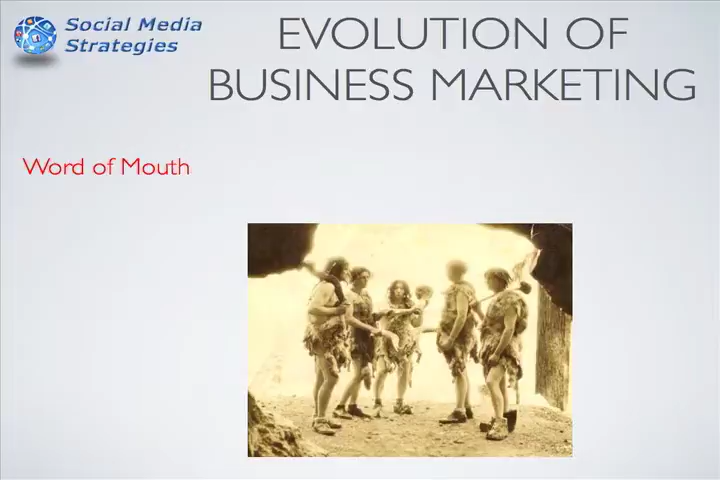 Social Media
Strategies
EVOLUTION OF
BUSINESS MARKETING
Word of Mouth